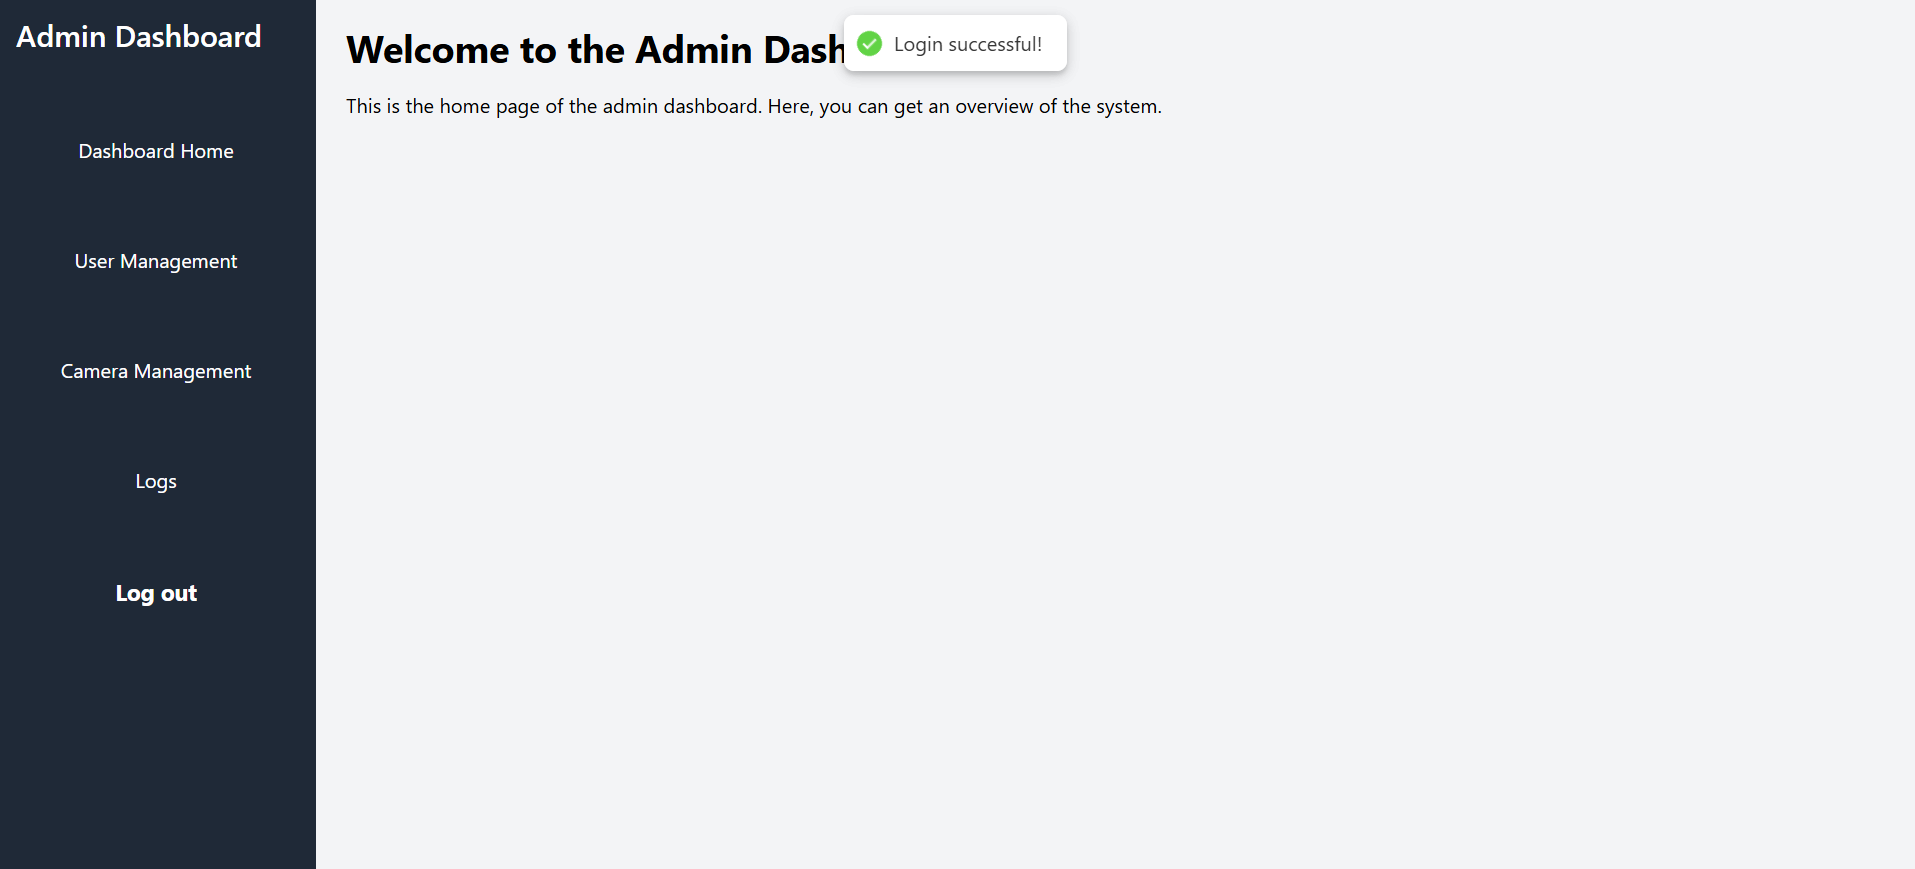 Admin Dashboard
Dashboard Home
User Management
Camera Management
Logs
Log out
Welcome to the Admin Dash
Login successful!
This is the home page of the admin dashboard. Here, you can get an overview of the system.